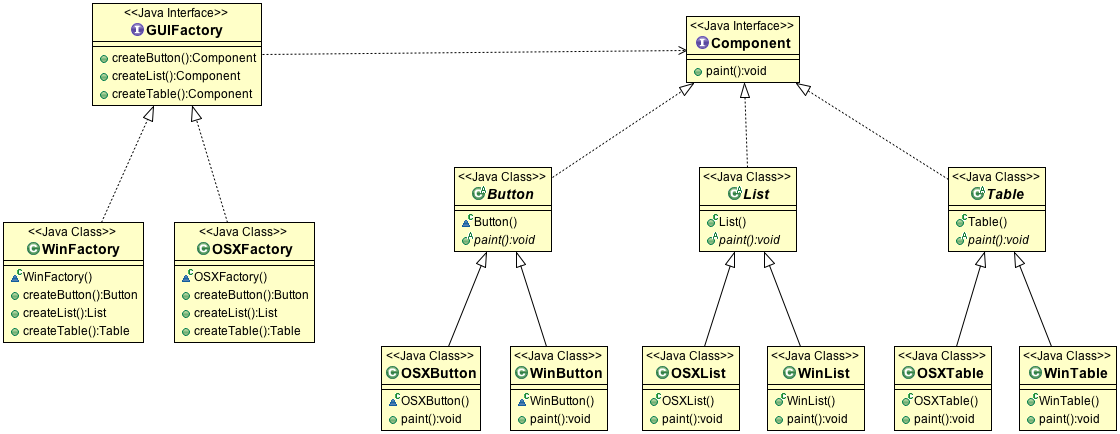 <<Java Interface>>
GUIFactory
createButton():Component
createList():Component
createTable():Component
<<Java Interface>>
Component
paint():void
<<Java Class>>
Button
Button()
paint():void
<<Java Class>>
List
List()
paint():void
<<Java Class>>
Table
Table()
paint():void
<<Java Class>>
WinFactory
WinFactory()
createButton():Button
createList():List
createTable():Table
<<Java Class>>
OSXFactory
OSXFactory()
createButton():Button
createList():List
createTable():Table
<<Java Class>>
OSXButton
OSXButton()
paint():void
<<Java Class>>
WinButton
WinButton()
paint():void
<<Java Class>>
OSXList
OSXList()
paint():void
<<Java Class>>
WinList
WinList()
paint():void
<<Java Class>>
OSXTable
OSXTable()
paint():void
<<Java Class>>
WinTable
WinTable()
paint():void